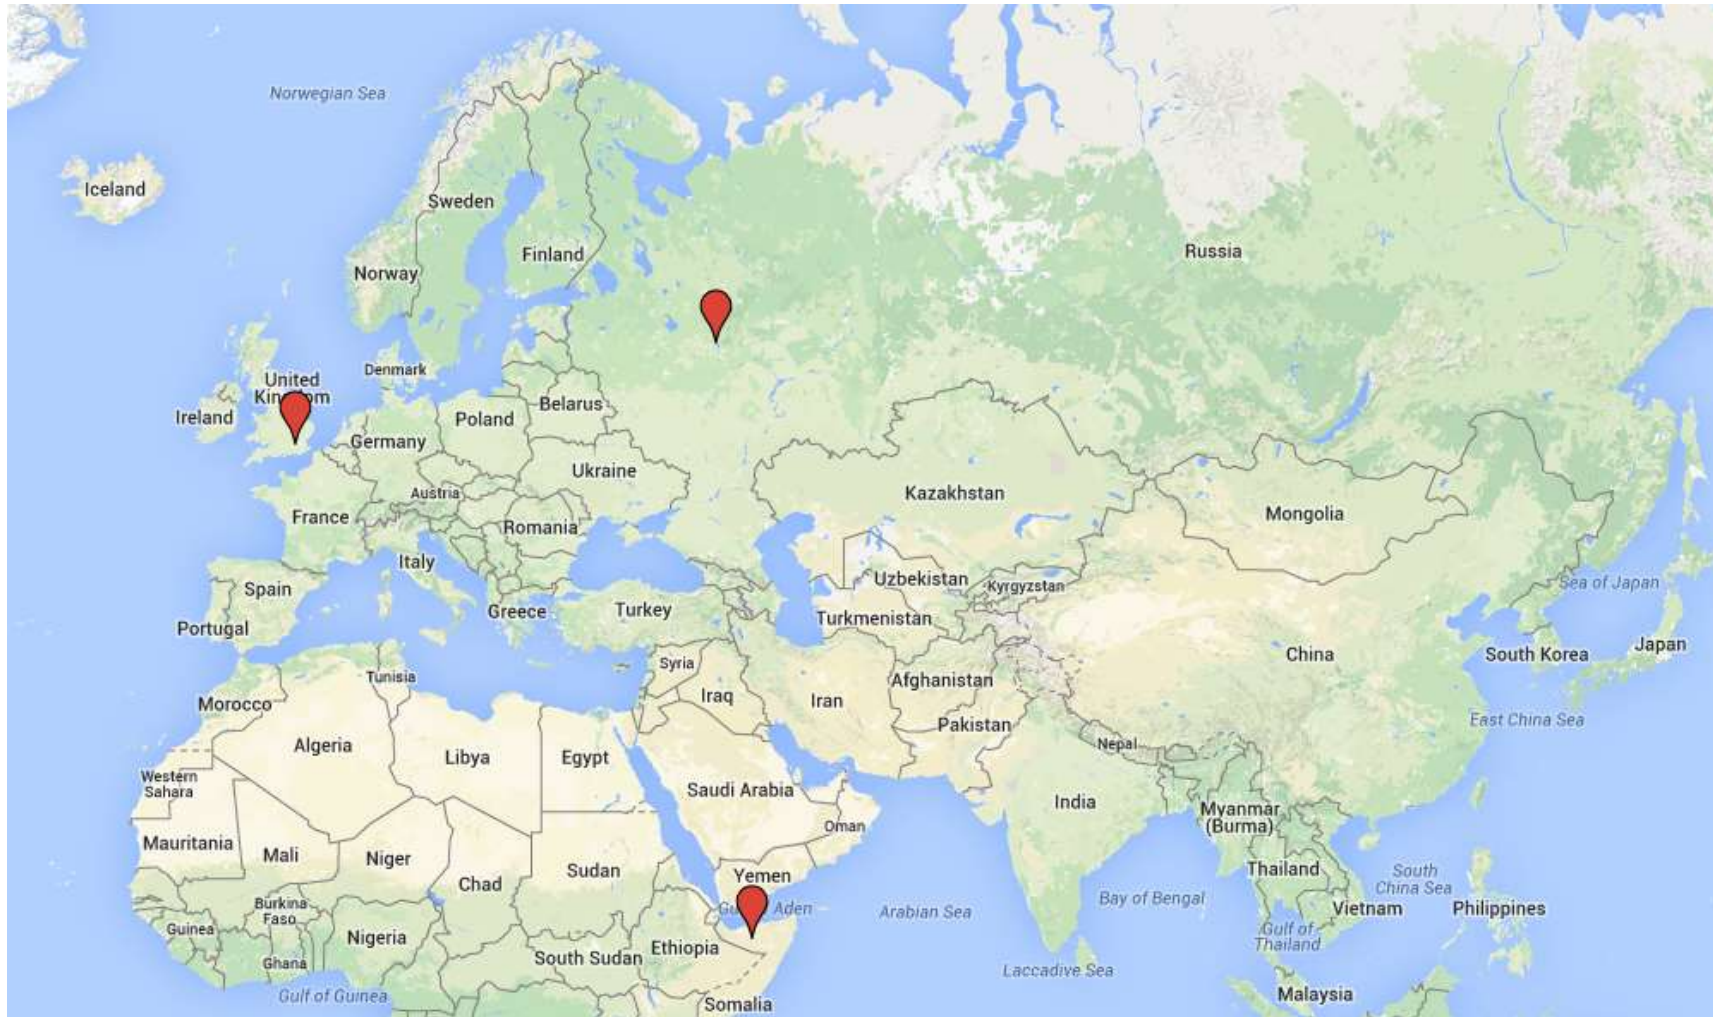 Norwegian Sea
Iceland
Sweden
Russia
Finland
Norway
Denmark
United
Kingdom
Ireland
Belarus
Poland
Germany
Ukraine
Austria
Kazakhstan
France
Romania
Mongolia
Italy
Uzbekistan
Kyrgyzstan
Sea of Japan
Spain
Greece
Turkey
Turkmenistan
Portugal
Japan
China
South Korea
Syria
Tunisia
Afghanistan
Iraq
Iran
Morocco
East China Sea
Pakistan
Nepal
Algeria
Libya
Egypt
Western
Sahara
Saudi Arabia
India
Myanmar
(Burma)
Oman
Mauritania
Mali
Niger
Sudan
Thailand
South
China Sea
Yemen
Chad
Bay of Bengal
Burkina
Faso
Gulf of Aden
Arabian Sea
Vietnam
Philippines
Guinea
Nigeria
Gulf of
Thailand
Ethiopia
South Sudan
Ghana
Laccadive Sea
Gulf of Guinea
Malaysia
Somalia